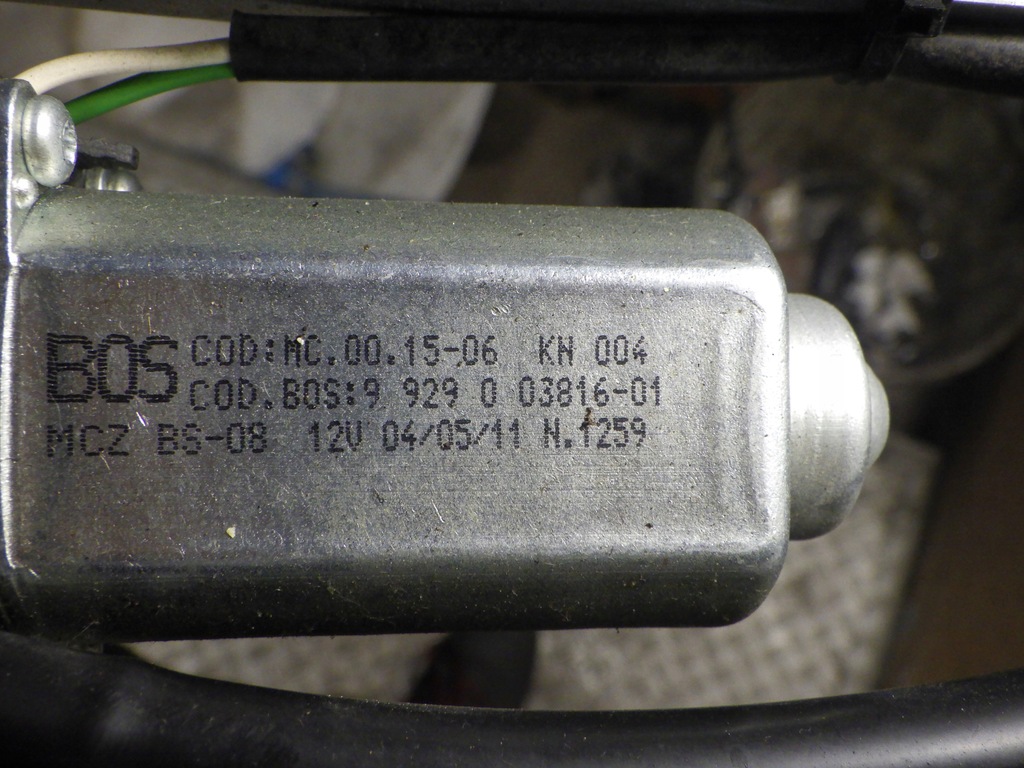 BOS COD:MC.00.15-06 KN 004
COD.BOS:9 929 0 03816-01
MCZ BS-08 12V 04/05/11 N.1259